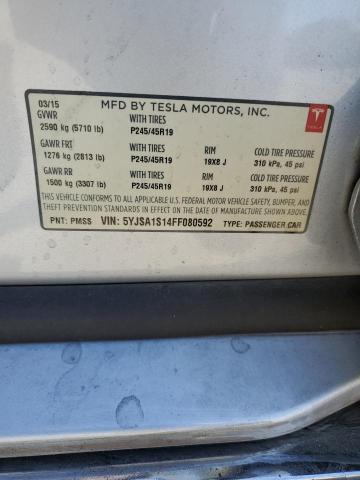 03/15 MFD BY TESLA MOTORS, INC.
GVWR WITH TIRES
2590 kg (5710 lb) P245/45R19
GAWR FRT WITH TIRES RIM COLD TIRE PRESSURE
1276 kg (2813 lb) P245/45R19 19X8 J 310 kPa, 45 psi
GAWR RR WITH TIRES RIM COLD TIRE PRESSURE
1500 kg (3307 lb) P245/45R19 19X8 J 310 kPa, 45 psi
THIS VEHICLE CONFORMS TO ALL APPLICABLE U.S. FEDERAL MOTOR VEHICLE SAFETY, BUMPER, AND
THEFT PREVENTION STANDARDS IN EFFECT ON THE DATE OF MANUFACTURE SHOWN ABOVE.
PNT: PMSS VIN: 5YJSA1S14FF080592 TYPE: PASSENGER CAR
TESLA